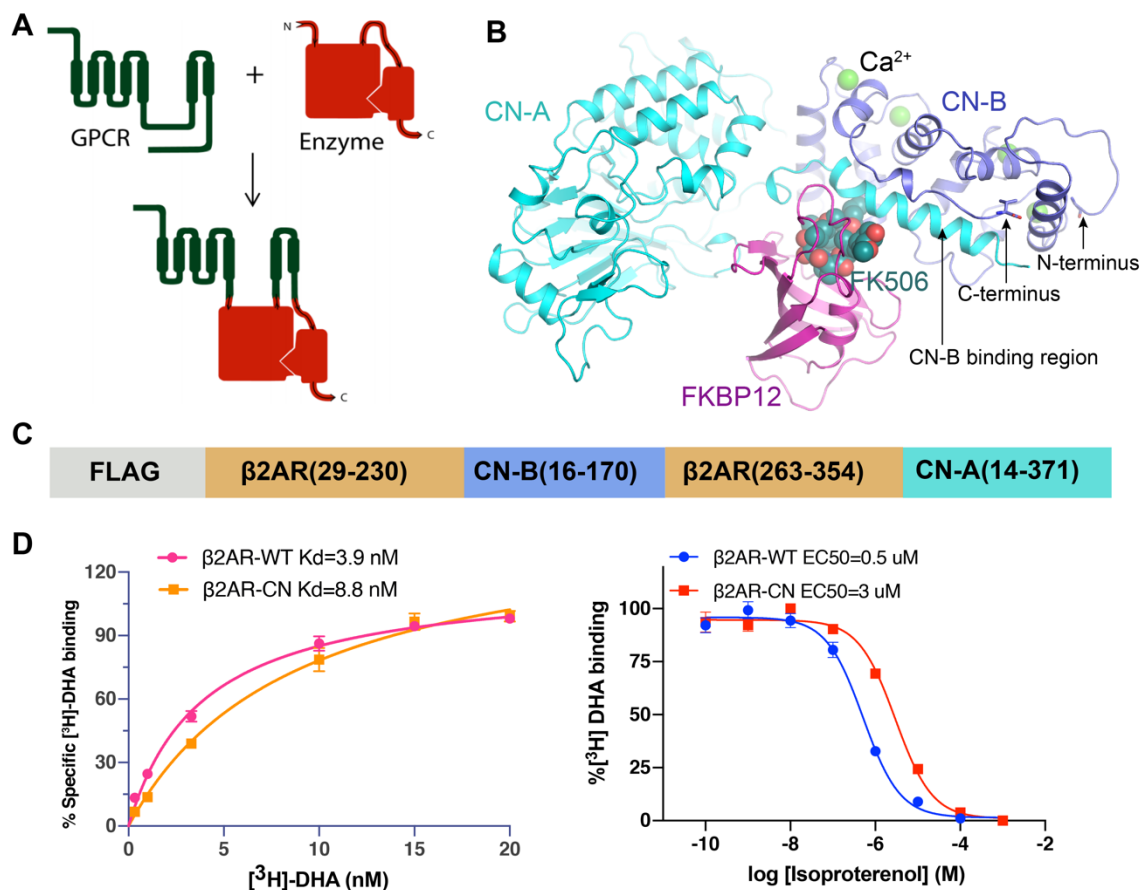 A
N
GPCR
+
Enzyme
C
C
B
CN-A
Ca²⁺
CN-B
FK506
N-terminus
C-terminus
CN-B binding region
FKBP12
C
FLAG
β2AR(29-230)
CN-B(16-170)
β2AR(263-354)
CN-A(14-371)
D
β2AR-WT Kd=3.9 nM
β2AR-CN Kd=8.8 nM
% Specific [³H]-DHA binding
120
90
60
30
0
0
5
10
15
20
[³H]-DHA (nM)
β2AR-WT EC50=0.5 uM
β2AR-CN EC50=3 uM
%[³H] DHA binding
100
75
50
25
0
-10
-8
-6
-4
-2
log [Isoproterenol] (M)